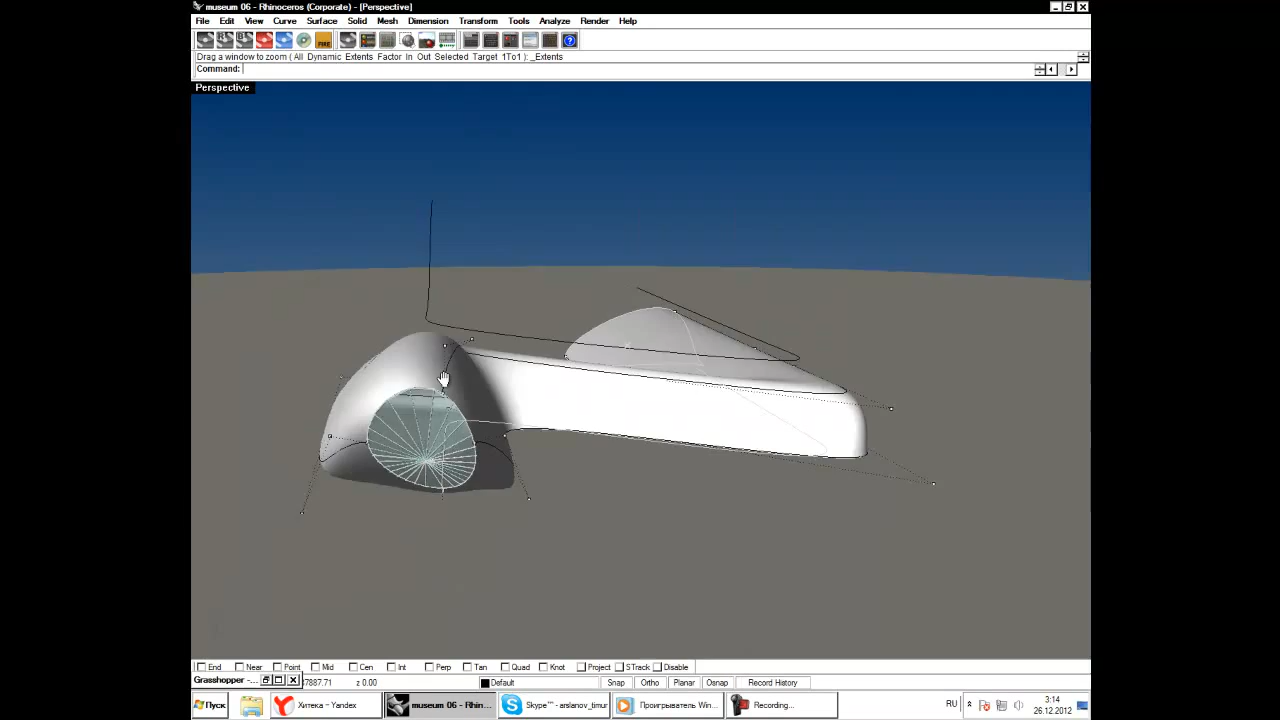 museum 06 - Rhinoceros (Corporate) - [Perspective]
File Edit View Curve Surface Solid Mesh Dimension Transform Tools Analyze Render Help
Drag a window to zoom ( All Dynamic Extents Factor In Out Selected Target 1To1 ): _Extents
Command:
Perspective
End Near Point Mid Cen Int Perp Tan Quad Knot Project STrack Disable
Grasshopper -... 7887.71 z 0.00 Default Snap Ortho Planar Osnap Record History
Пуск Хитека – Yandex museum 06 - Rhin... Skype™ - arslanov_timur Проигрыватель Win... Recording... RU 3:14
26.12.2012